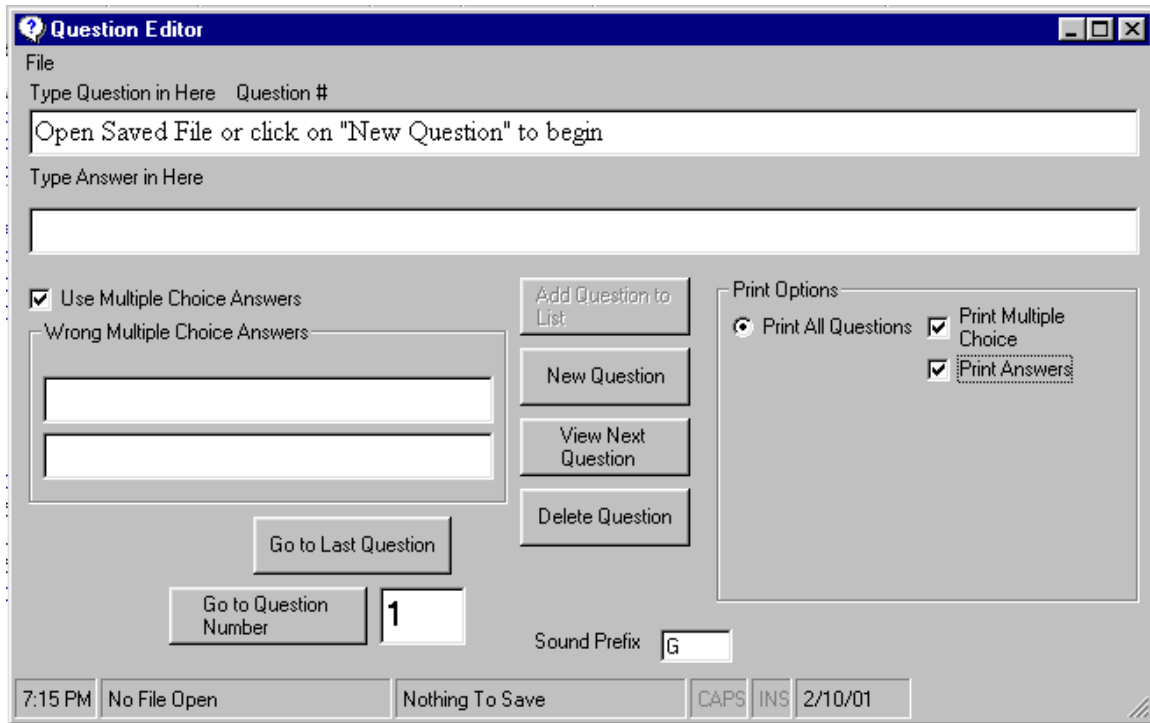 Question Editor
File
Type Question in Here Question #
Open Saved File or click on "New Question" to begin
Type Answer in Here
Use Multiple Choice Answers
Wrong Multiple Choice Answers
Add Question to
List
New Question
View Next
Question
Delete Question
Print Options
Print All Questions
Print Multiple
Choice
Print Answers
Go to Last Question
Go to Question
Number
1
Sound Prefix G
7:15 PM No File Open Nothing To Save CAPS INS 2/10/01